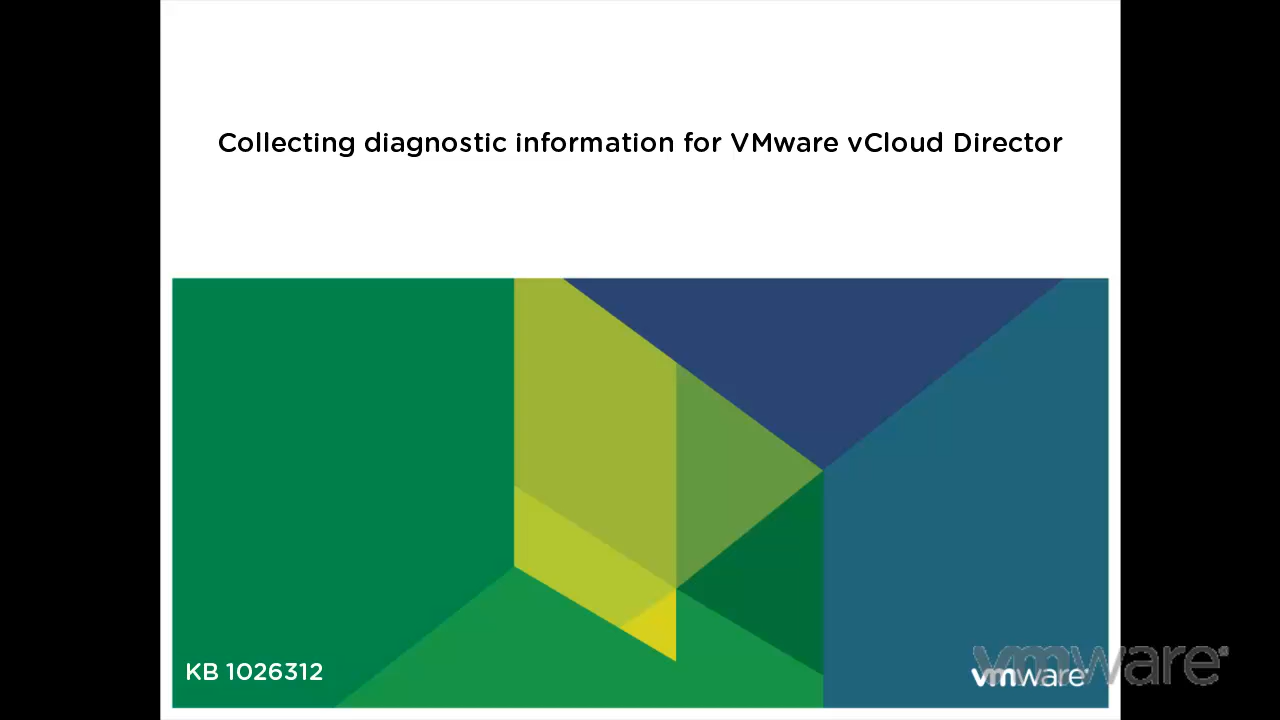 Collecting diagnostic information for VMware vCloud Director
KB 1026312
vmware
vmware®